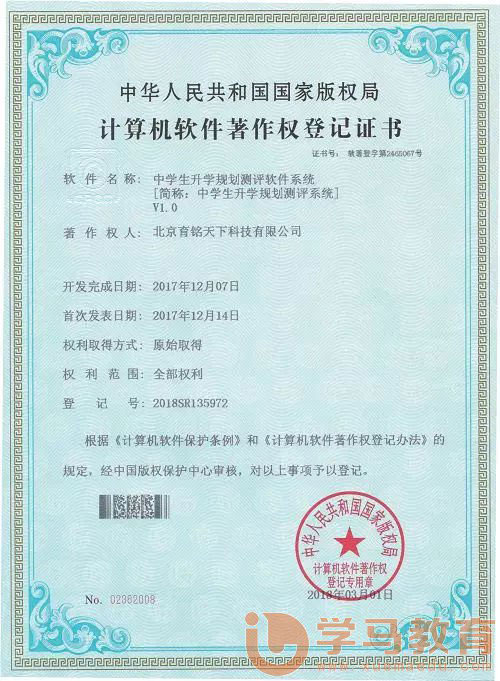 中华人民共和国国家版权局
计算机软件著作权登记证书
证书号： 软著登字第2465067号
软件名称： 中学生升学规划测评软件系统
[简称：中学生升学规划测评系统]
V1.0
著作权人： 北京育铭天下科技有限公司
开发完成日期： 2017年12月07日
首次发表日期： 2017年12月14日
权利取得方式： 原始取得
权利范围： 全部权利
登记号： 2018SR135972
根据《计算机软件保护条例》和《计算机软件著作权登记办法》的
规定，经中国版权保护中心审核，对以上事项予以登记。
中华人民共和国国家版权局
计算机软件著作权
登记专用章
2018年03月01日
No. 02362008
学马教育
www.xuemaedu.com